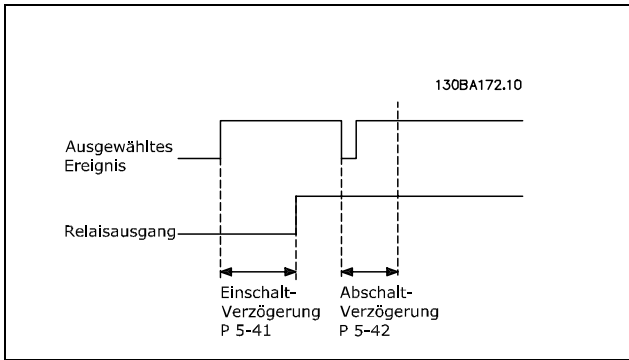 130BA172.10
Ausgewähltes
Ereignis
Relaisausgang
Einschalt-
Verzögerung
P 5-41
Abschalt-
Verzögerung
P 5-42